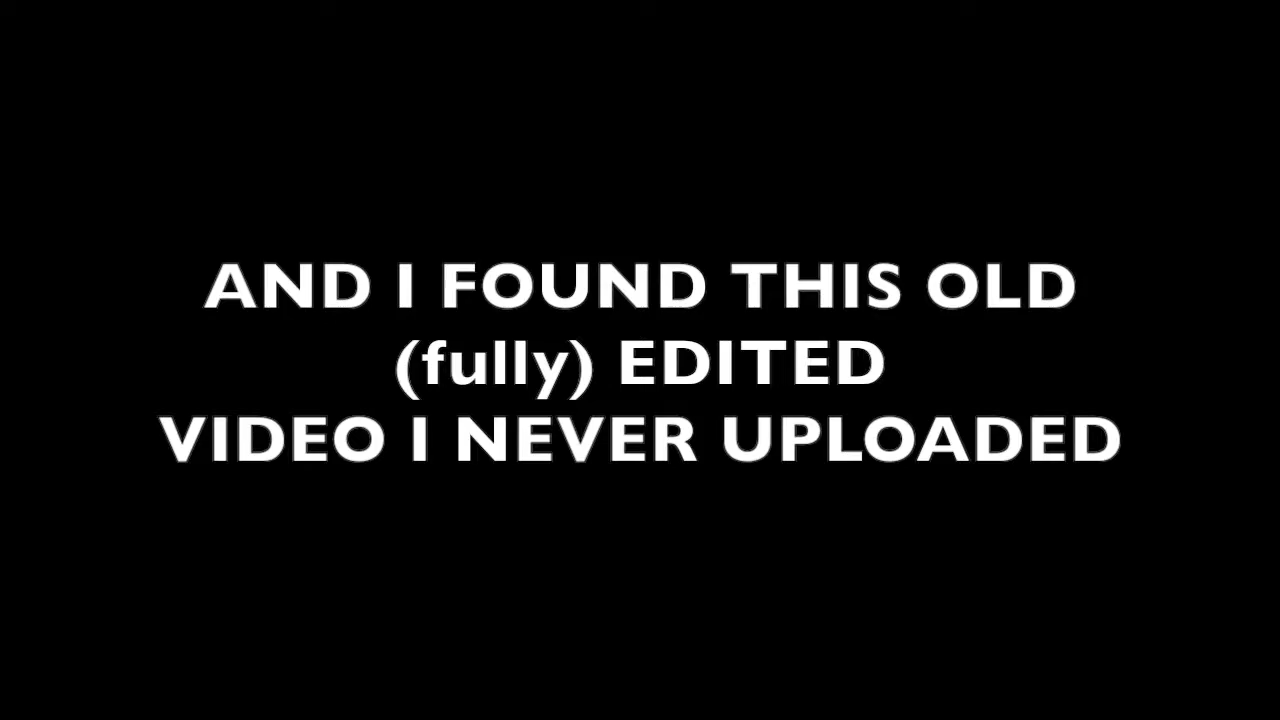 AND I FOUND THIS OLD
(fully) EDITED
VIDEO I NEVER UPLOADED